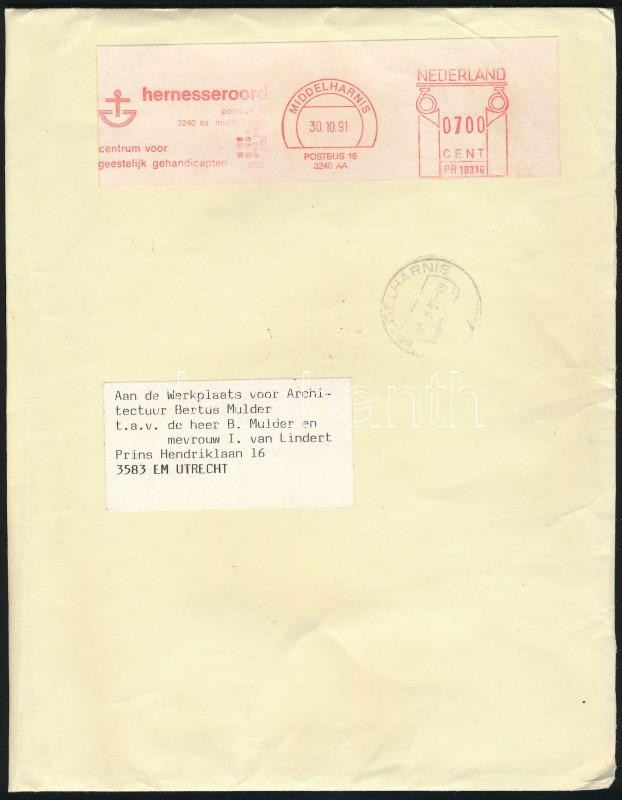 hernesseroord
postbus 16
3240 aa
centrum voor
geestelijk gehandicapten
MIDDELHARNIS
30.10.91
POSTBUS 16
3240 AA
NEDERLAND
0700
CENT
PR 10316
MIDDELHARNIS
Aan de Werkplaats voor Archi-
tectuur Bertus Mulder
t.a.v. de heer B. Mulder en
mevrouw I. van Lindert
Prins Hendriklaan 16
3583 EM UTRECHT